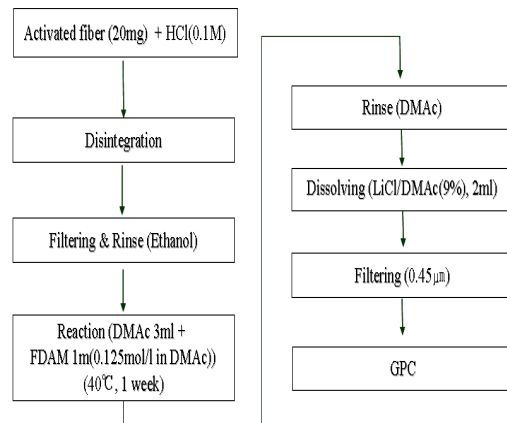 Activated fiber (20mg) + HCl(0.1M)
Disintegration
Filtering & Rinse (Ethanol)
Reaction (DMAc 3ml +
FDAM 1m(0.125mol/l in DMAc))
(40℃, 1 week)
Rinse (DMAc)
Dissolving (LiCl/DMAc(9%), 2ml)
Filtering (0.45㎛)
GPC